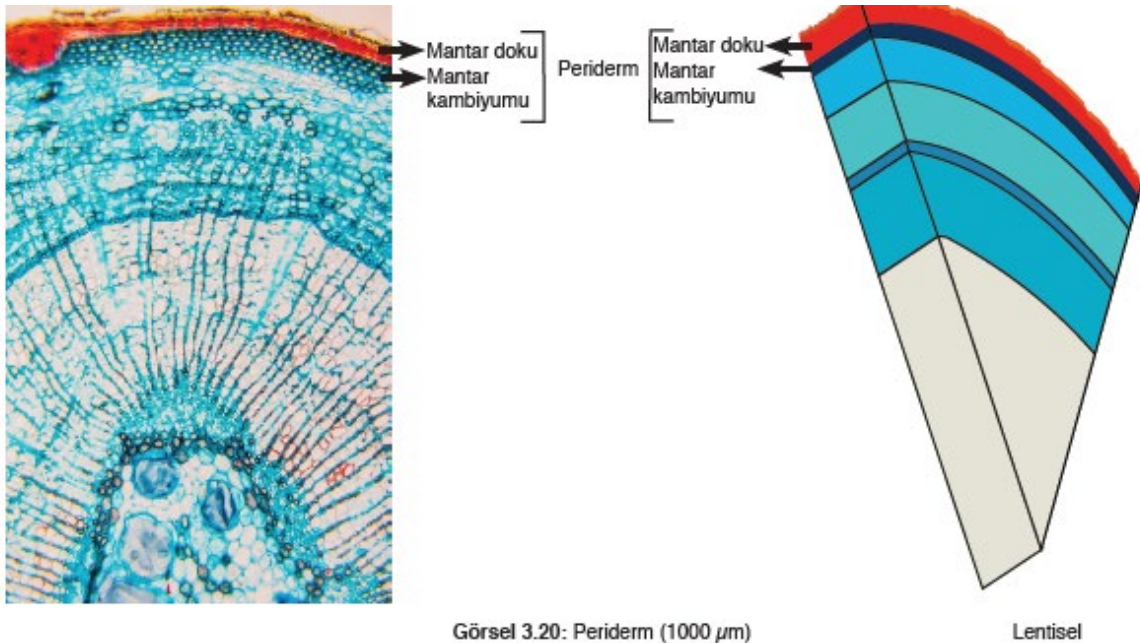 Mantar doku
Mantar
kambiyumu
Periderm
Mantar doku
Mantar
kambiyumu
Görsel 3.20: Periderm (1000 µm)
Lentisel